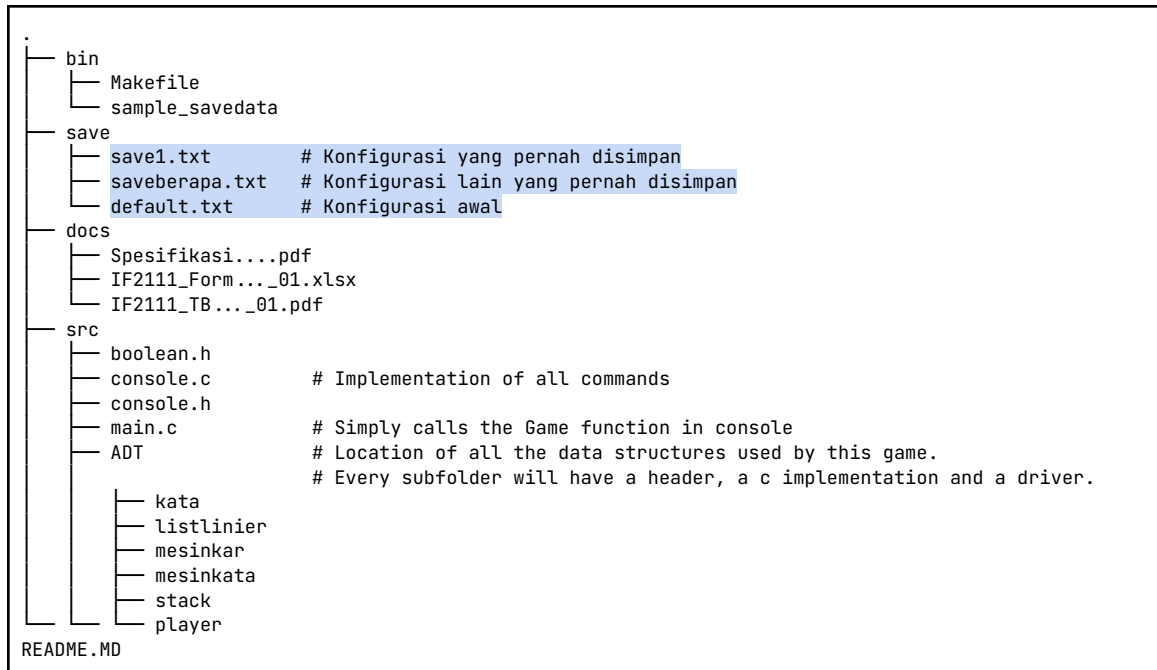 .
├── bin
│   ├── Makefile
│   └── sample_savedata
├── save
│   ├── save1.txt        # Konfigurasi yang pernah disimpan
│   ├── saveberapa.txt   # Konfigurasi lain yang pernah disimpan
│   └── default.txt      # Konfigurasi awal
├── docs
│   ├── Spesifikasi....pdf
│   ├── IF2111_Form..._01.xlsx
│   └── IF2111_TB..._01.pdf
├── src
│   ├── boolean.h
│   ├── console.c         # Implementation of all commands
│   ├── console.h
│   ├── main.c            # Simply calls the Game function in console
│   ├── ADT               # Location of all the data structures used by this game.
│   │                     # Every subfolder will have a header, a c implementation and a driver.
│   │   ├── kata
│   │   ├── listlinier
│   │   ├── mesinkar
│   │   ├── mesinkata
│   │   ├── stack
└── └── └── player
README.MD